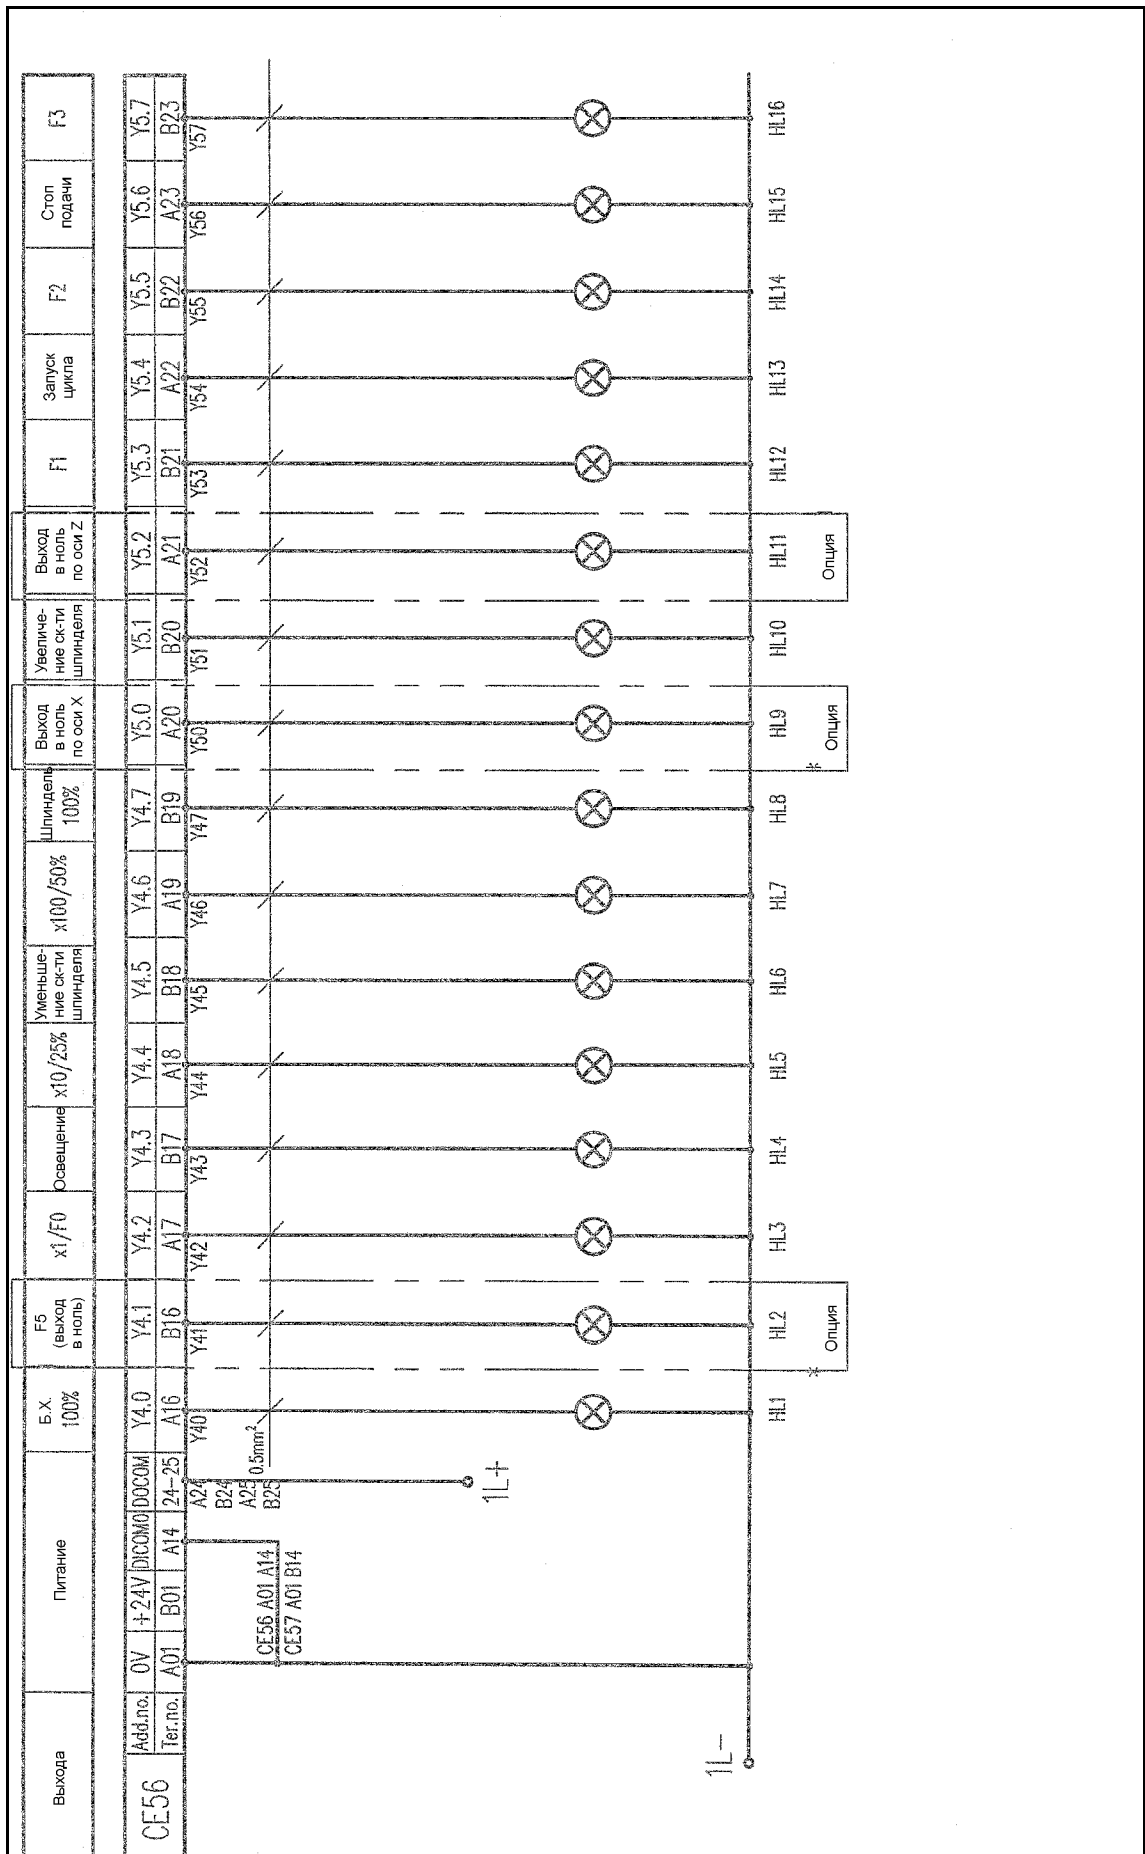 Выхода
Питание
Б.Х.
100%
F5
(выход
в ноль)
x1/F0
Освещение
x10/25%
Уменьше-
ние ск-ти
шпинделя
x100/50%
Шпиндель
100%
Выход
в ноль
по оси X
Увеличе-
ние ск-ти
шпинделя
Выход
в ноль
по оси Z
F1
Запуск
цикла
F2
Стоп
подачи
F3
CE56
Add.no. 0V +24V DICOM0 DOCOM Y4.0 Y4.1 Y4.2 Y4.3 Y4.4 Y4.5 Y4.6 Y4.7 Y5.0 Y5.1 Y5.2 Y5.3 Y5.4 Y5.5 Y5.6 Y5.7
Ter.no. A01 B01 A14 24-25 A16 B16 A17 B17 A18 B18 A19 B19 A20 B20 A21 B21 A22 B22 A23 B23
A24
B24
A25
B25
Y40 Y41 Y42 Y43 Y44 Y45 Y46 Y47 Y50 Y51 Y52 Y53 Y54 Y55 Y56 Y57
0.5mm²
CE56 A01 A14
CE57 A01 B14
1L+
1L-
HL1 HL2 HL3 HL4 HL5 HL6 HL7 HL8 HL9 HL10 HL11 HL12 HL13 HL14 HL15 HL16
* *
Опция Опция Опция